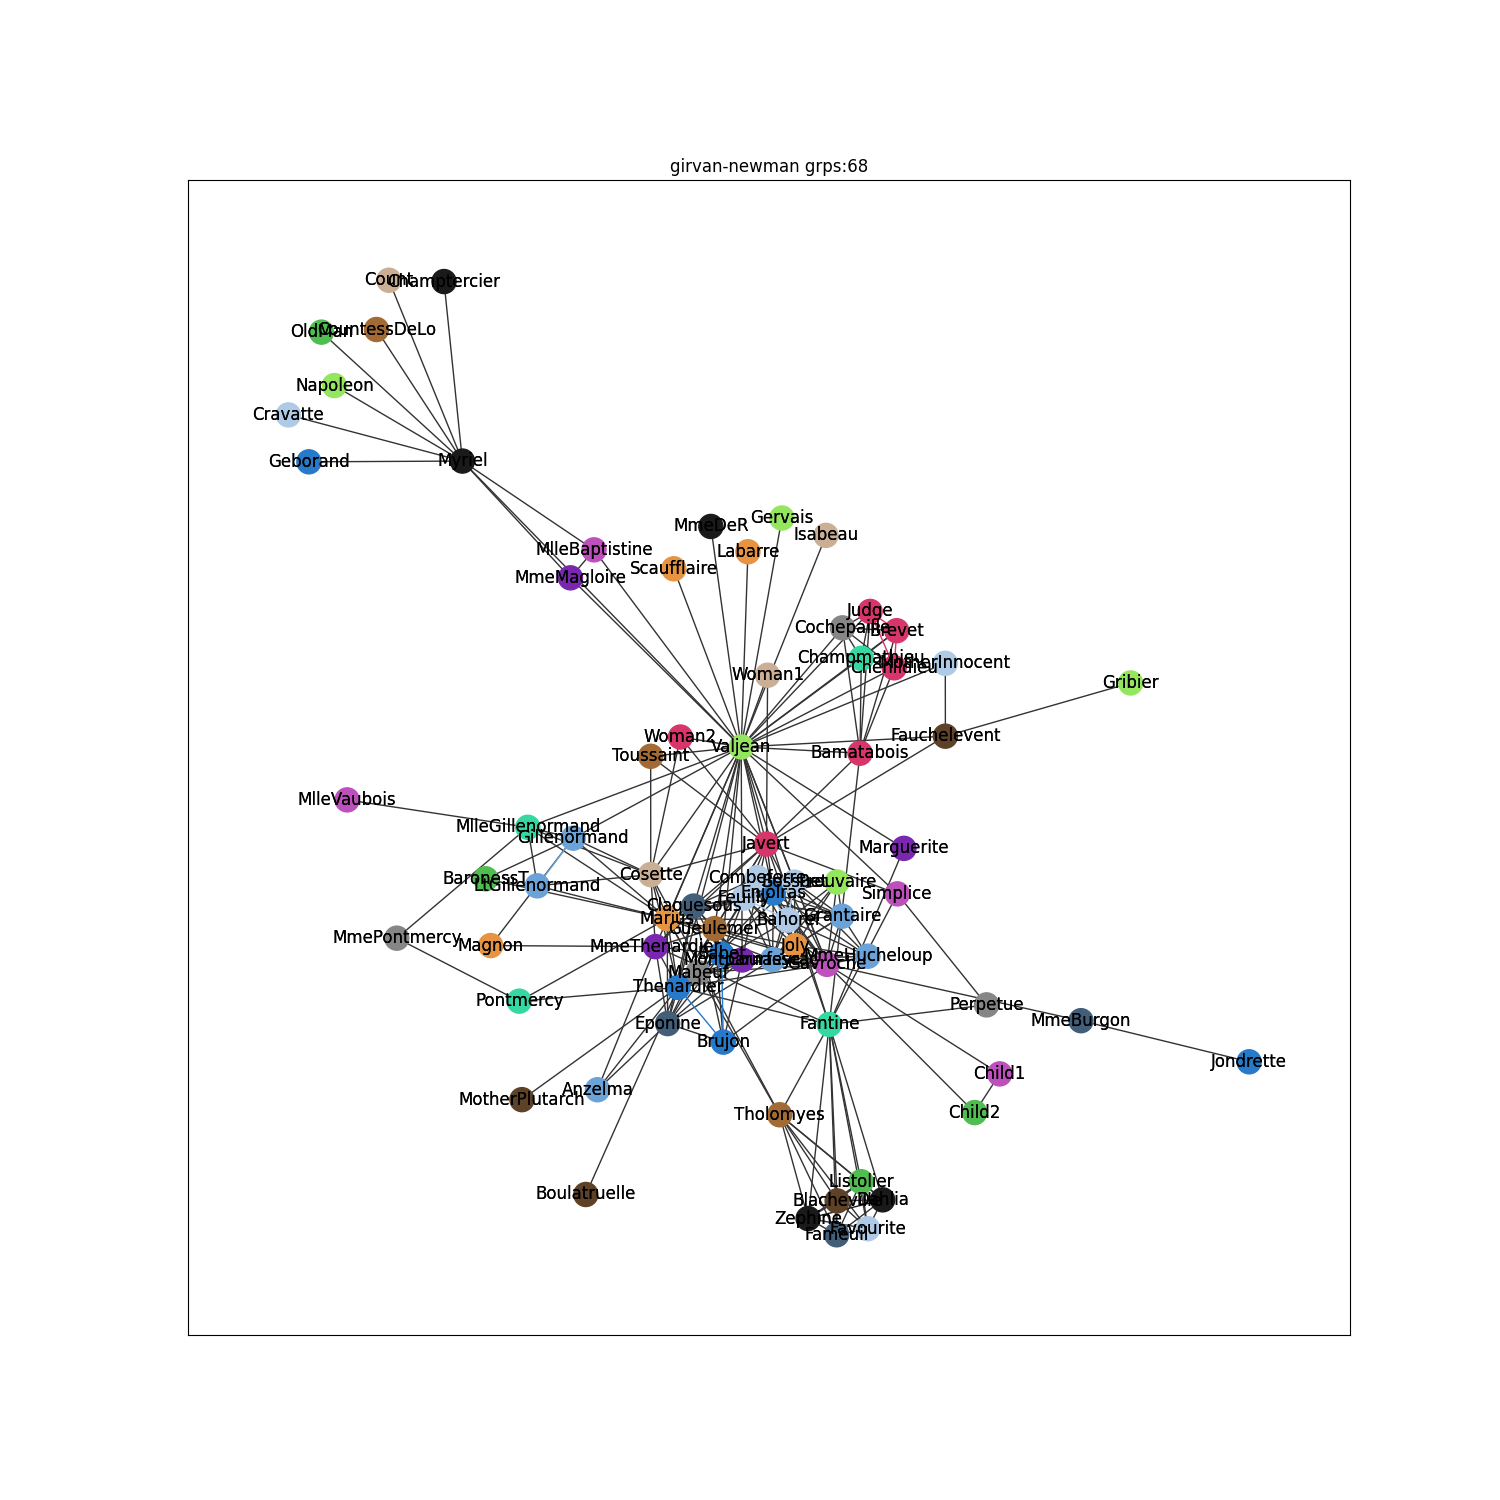 girvan-newman grps:68
Count
Champtercier
OldMan
CountessDeLo
Napoleon
Cravatte
Geborand
Myriel
MmeDeR
Gervais
Isabeau
MlleBaptistine
Labarre
Scaufflaire
MmeMagloire
Judge
Cochepaille
Brevet
Champmathieu
MotherInnocent
Chenildieu
Woman1
Gribier
Woman2
Fauchelevent
Valjean
Toussaint
Bamatabois
MlleVaubois
MlleGillenormand
Gillenormand
Javert
Marguerite
Cosette
BaronessT
Combeferre
Bossuet
Prouvaire
LtGillenormand
Enjolras
Simplice
Feuilly
Claquesous
Marius
Bahorel
Grantaire
Gueulemer
MmePontmercy
Magnon
MmeThenardier
Joly
Babet
MmeHucheloup
Montparnasse
Courfeyrac
Gavroche
Mabeuf
Thenardier
Pontmercy
Perpetue
Eponine
Fantine
MmeBurgon
Brujon
Jondrette
Child1
Anzelma
MotherPlutarch
Tholomyes
Child2
Listolier
Boulatruelle
Blacheville
Dahlia
Zephine
Favourite
Fameuil